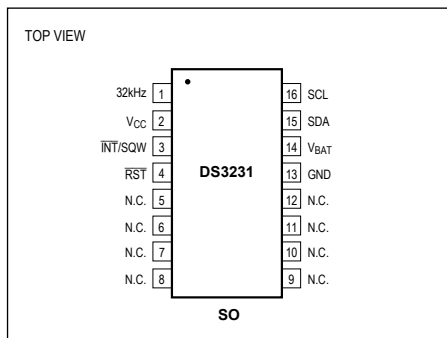 TOP VIEW
32kHz 1 16 SCL
VCC 2 15 SDA
INT/SQW 3 14 VBAT
RST 4 DS3231 13 GND
N.C. 5 12 N.C.
N.C. 6 11 N.C.
N.C. 7 10 N.C.
N.C. 8 9 N.C.
SO